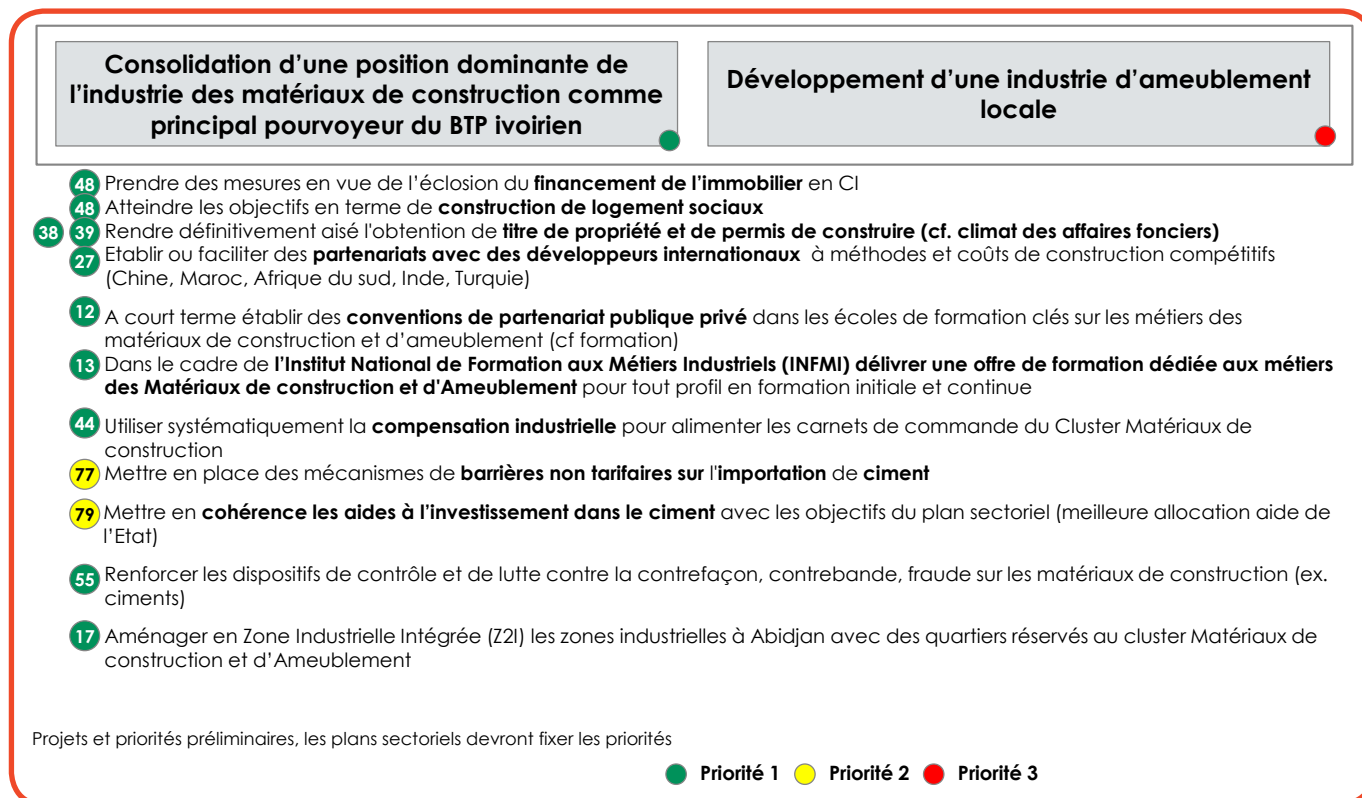 Consolidation d’une position dominante de
l’industrie des matériaux de construction comme
principal pourvoyeur du BTP ivoirien
Développement d’une industrie d’ameublement
locale
48 Prendre des mesures en vue de l’éclosion du financement de l’immobilier en CI
48 Atteindre les objectifs en terme de construction de logement sociaux
38 39 Rendre définitivement aisé l'obtention de titre de propriété et de permis de construire (cf. climat des affaires fonciers)
27 Etablir ou faciliter des partenariats avec des développeurs internationaux à méthodes et coûts de construction compétitifs
(Chine, Maroc, Afrique du sud, Inde, Turquie)
12 A court terme établir des conventions de partenariat publique privé dans les écoles de formation clés sur les métiers des
matériaux de construction et d’ameublement (cf formation)
13 Dans le cadre de l’Institut National de Formation aux Métiers Industriels (INFMI) délivrer une offre de formation dédiée aux métiers
des Matériaux de construction et d'Ameublement pour tout profil en formation initiale et continue
44 Utiliser systématiquement la compensation industrielle pour alimenter les carnets de commande du Cluster Matériaux de
construction
77 Mettre en place des mécanismes de barrières non tarifaires sur l'importation de ciment
79 Mettre en cohérence les aides à l’investissement dans le ciment avec les objectifs du plan sectoriel (meilleure allocation aide de
l’Etat)
55 Renforcer les dispositifs de contrôle et de lutte contre la contrefaçon, contrebande, fraude sur les matériaux de construction (ex.
ciments)
17 Aménager en Zone Industrielle Intégrée (Z2I) les zones industrielles à Abidjan avec des quartiers réservés au cluster Matériaux de
construction et d’Ameublement
Projets et priorités préliminaires, les plans sectoriels devront fixer les priorités
Priorité 1 Priorité 2 Priorité 3